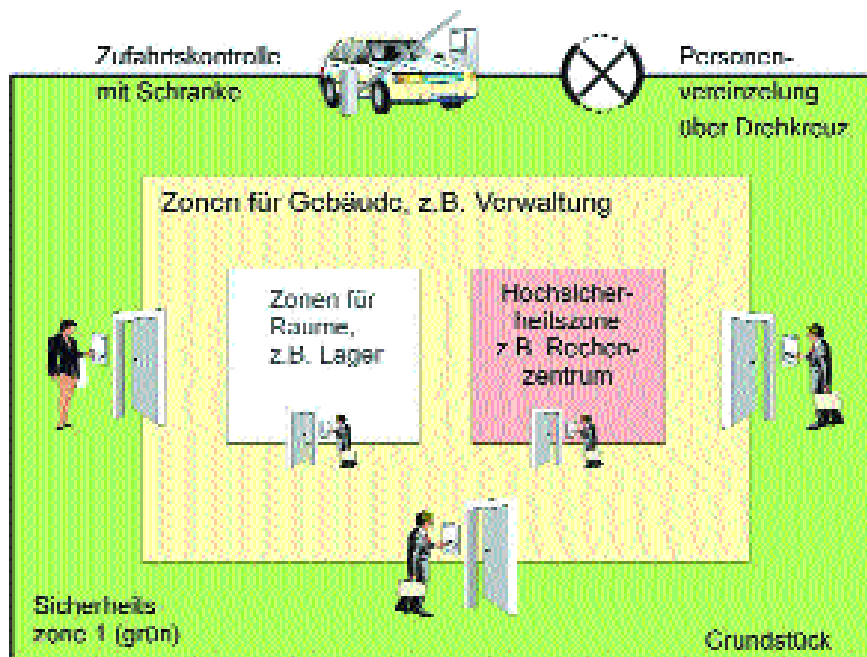 Zufahrtskontrolle
mit Schranke
Personen-
vereinzelung
über Drehkreuz
Zonen für Gebäude, z.B. Verwaltung
Zonen für
Räume,
z.B. Lager
Hochsicher-
heitszone
z.B. Rechen-
zentrum
Sicherheits
zone 1 (grün)
Grundstück